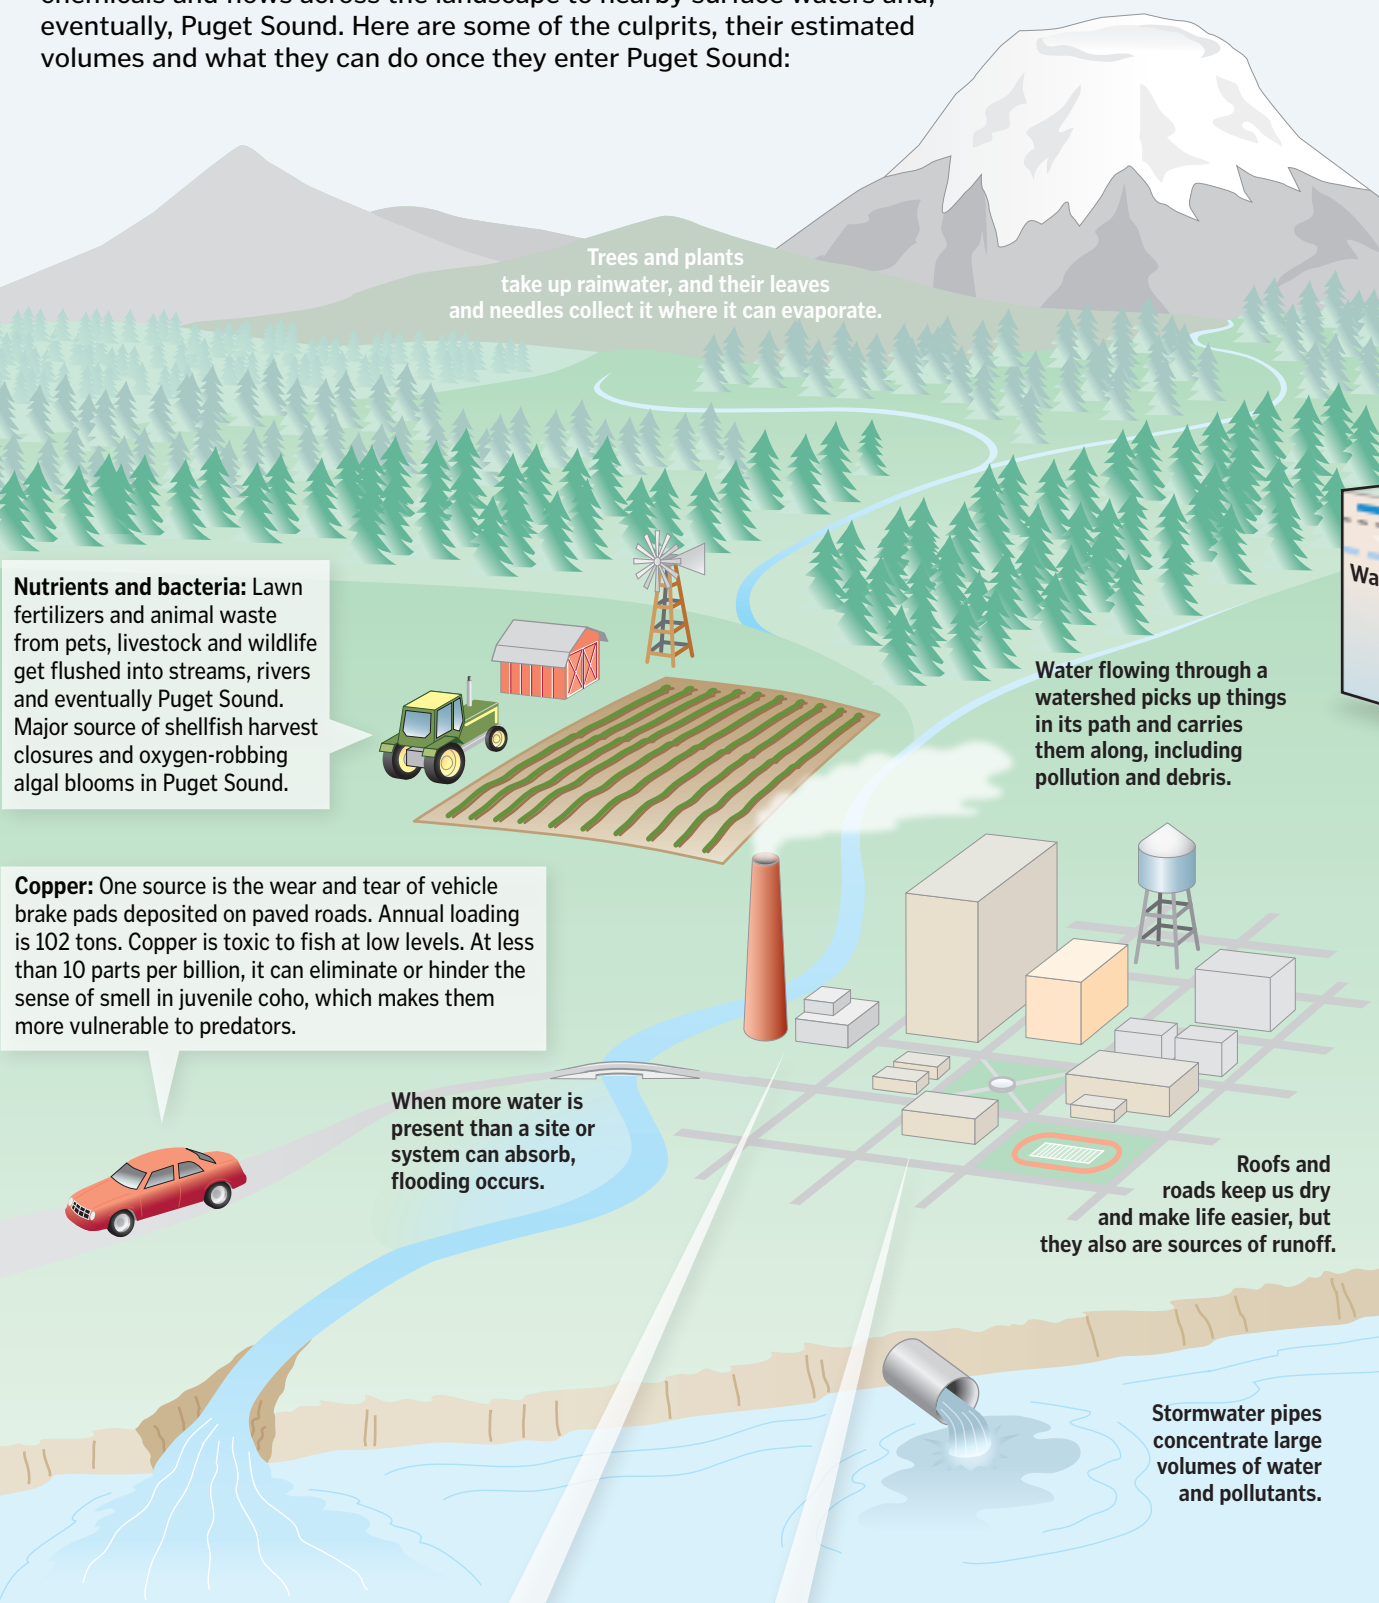 eventually, Puget Sound. Here are some of the culprits, their estimated
volumes and what they can do once they enter Puget Sound:
Trees and plants
take up rainwater, and their leaves
and needles collect it where it can evaporate.
Nutrients and bacteria: Lawn
fertilizers and animal waste
from pets, livestock and wildlife
get flushed into streams, rivers
and eventually Puget Sound.
Major source of shellfish harvest
closures and oxygen-robbing
algal blooms in Puget Sound.
Water flowing through a
watershed picks up things
in its path and carries
them along, including
pollution and debris.
Copper: One source is the wear and tear of vehicle
brake pads deposited on paved roads. Annual loading
is 102 tons. Copper is toxic to fish at low levels. At less
than 10 parts per billion, it can eliminate or hinder the
sense of smell in juvenile coho, which makes them
more vulnerable to predators.
When more water is
present than a site or
system can absorb,
flooding occurs.
Roofs and
roads keep us dry
and make life easier, but
they also are sources of runoff.
Stormwater pipes
concentrate large
volumes of water
and pollutants.